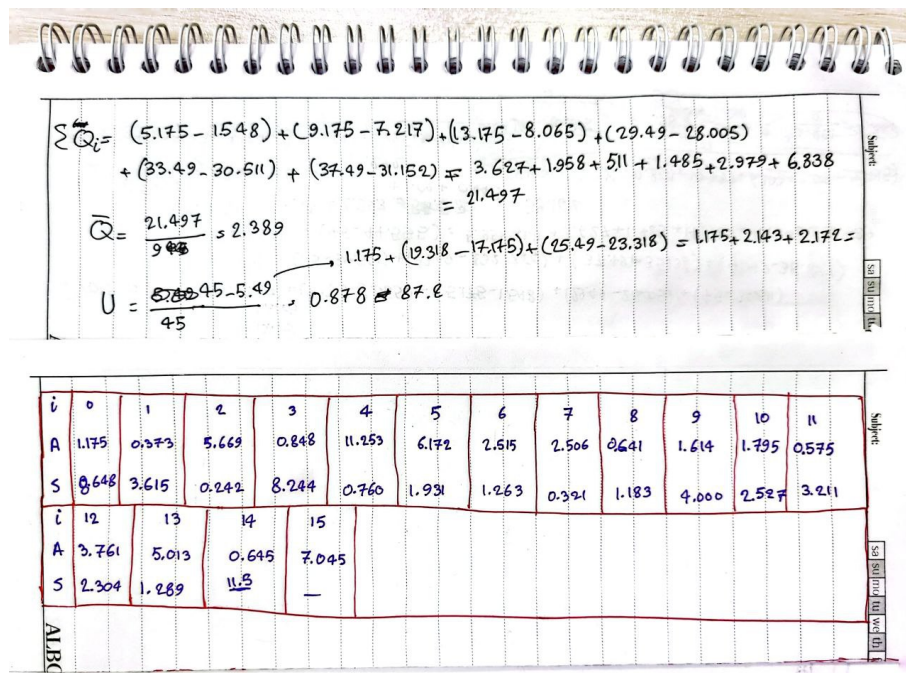 ΣQ̄i= (5.175-1.548)+(9.175-7.217)+(13.175-8.065)+(29.49-28.005)
+(33.49-30.511)+(37.49-31.152) = 3.627+1.958+5.11+1.485+2.979+6.338
= 21.497
Q̄= 21.497/9 = 2.389
1.175+(19.318-17.175)+(25.49-23.318) = 1.175+2.143+2.172=
U = 45-5.49/45, 0.878 = 87.8
Subject:
sa su mo tu
i 0 1 2 3 4 5 6 7 8 9 10 11
A 1.175 0.373 5.669 0.848 11.253 6.172 2.515 2.506 0.641 1.614 1.795 0.575
S 8.648 3.615 0.242 8.244 0.760 1.931 1.263 0.321 1.183 4.000 2.527 3.211
i 12 13 14 15
A 3.761 5.013 0.645 7.045
S 2.304 1.289 11.5 —
Subject:
sa su mo tu we th
ALBO